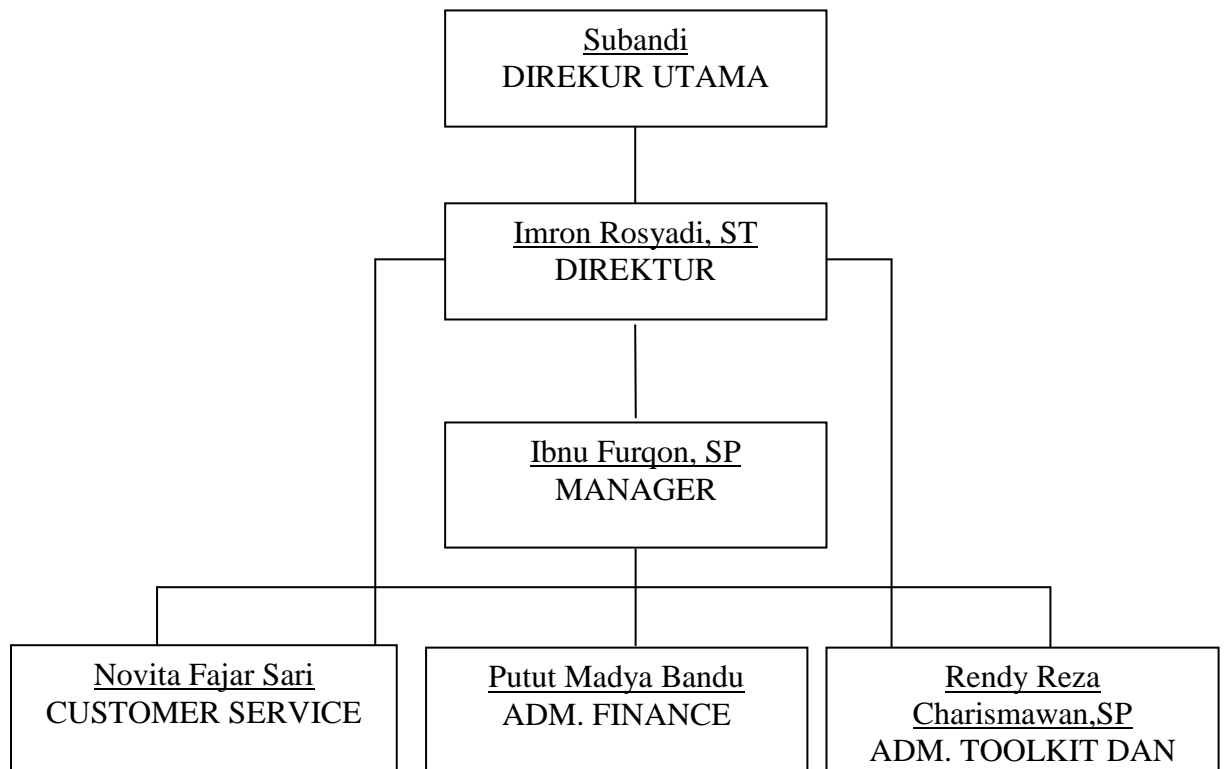 Subandi
DIREKUR UTAMA
Imron Rosyadi, ST
DIREKTUR
Ibnu Furqon, SP
MANAGER
Novita Fajar Sari
CUSTOMER SERVICE
Putut Madya Bandu
ADM. FINANCE
Rendy Reza
Charismawan,SP
ADM. TOOLKIT DAN